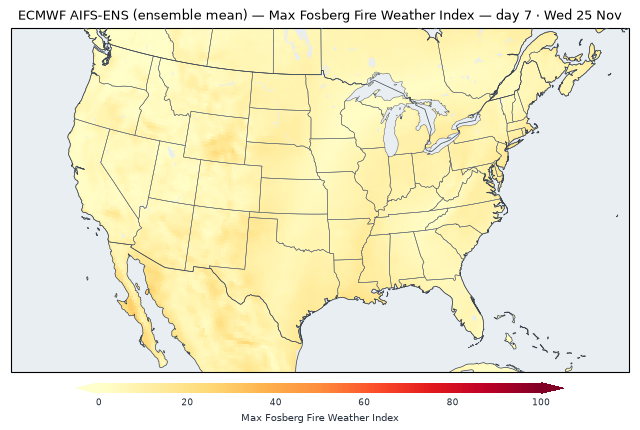 ECMWF AIFS-ENS (ensemble mean) — Max Fosberg Fire Weather Index — day 7 · Wed 25 Nov
0 20 40 60 80 100
Max Fosberg Fire Weather Index